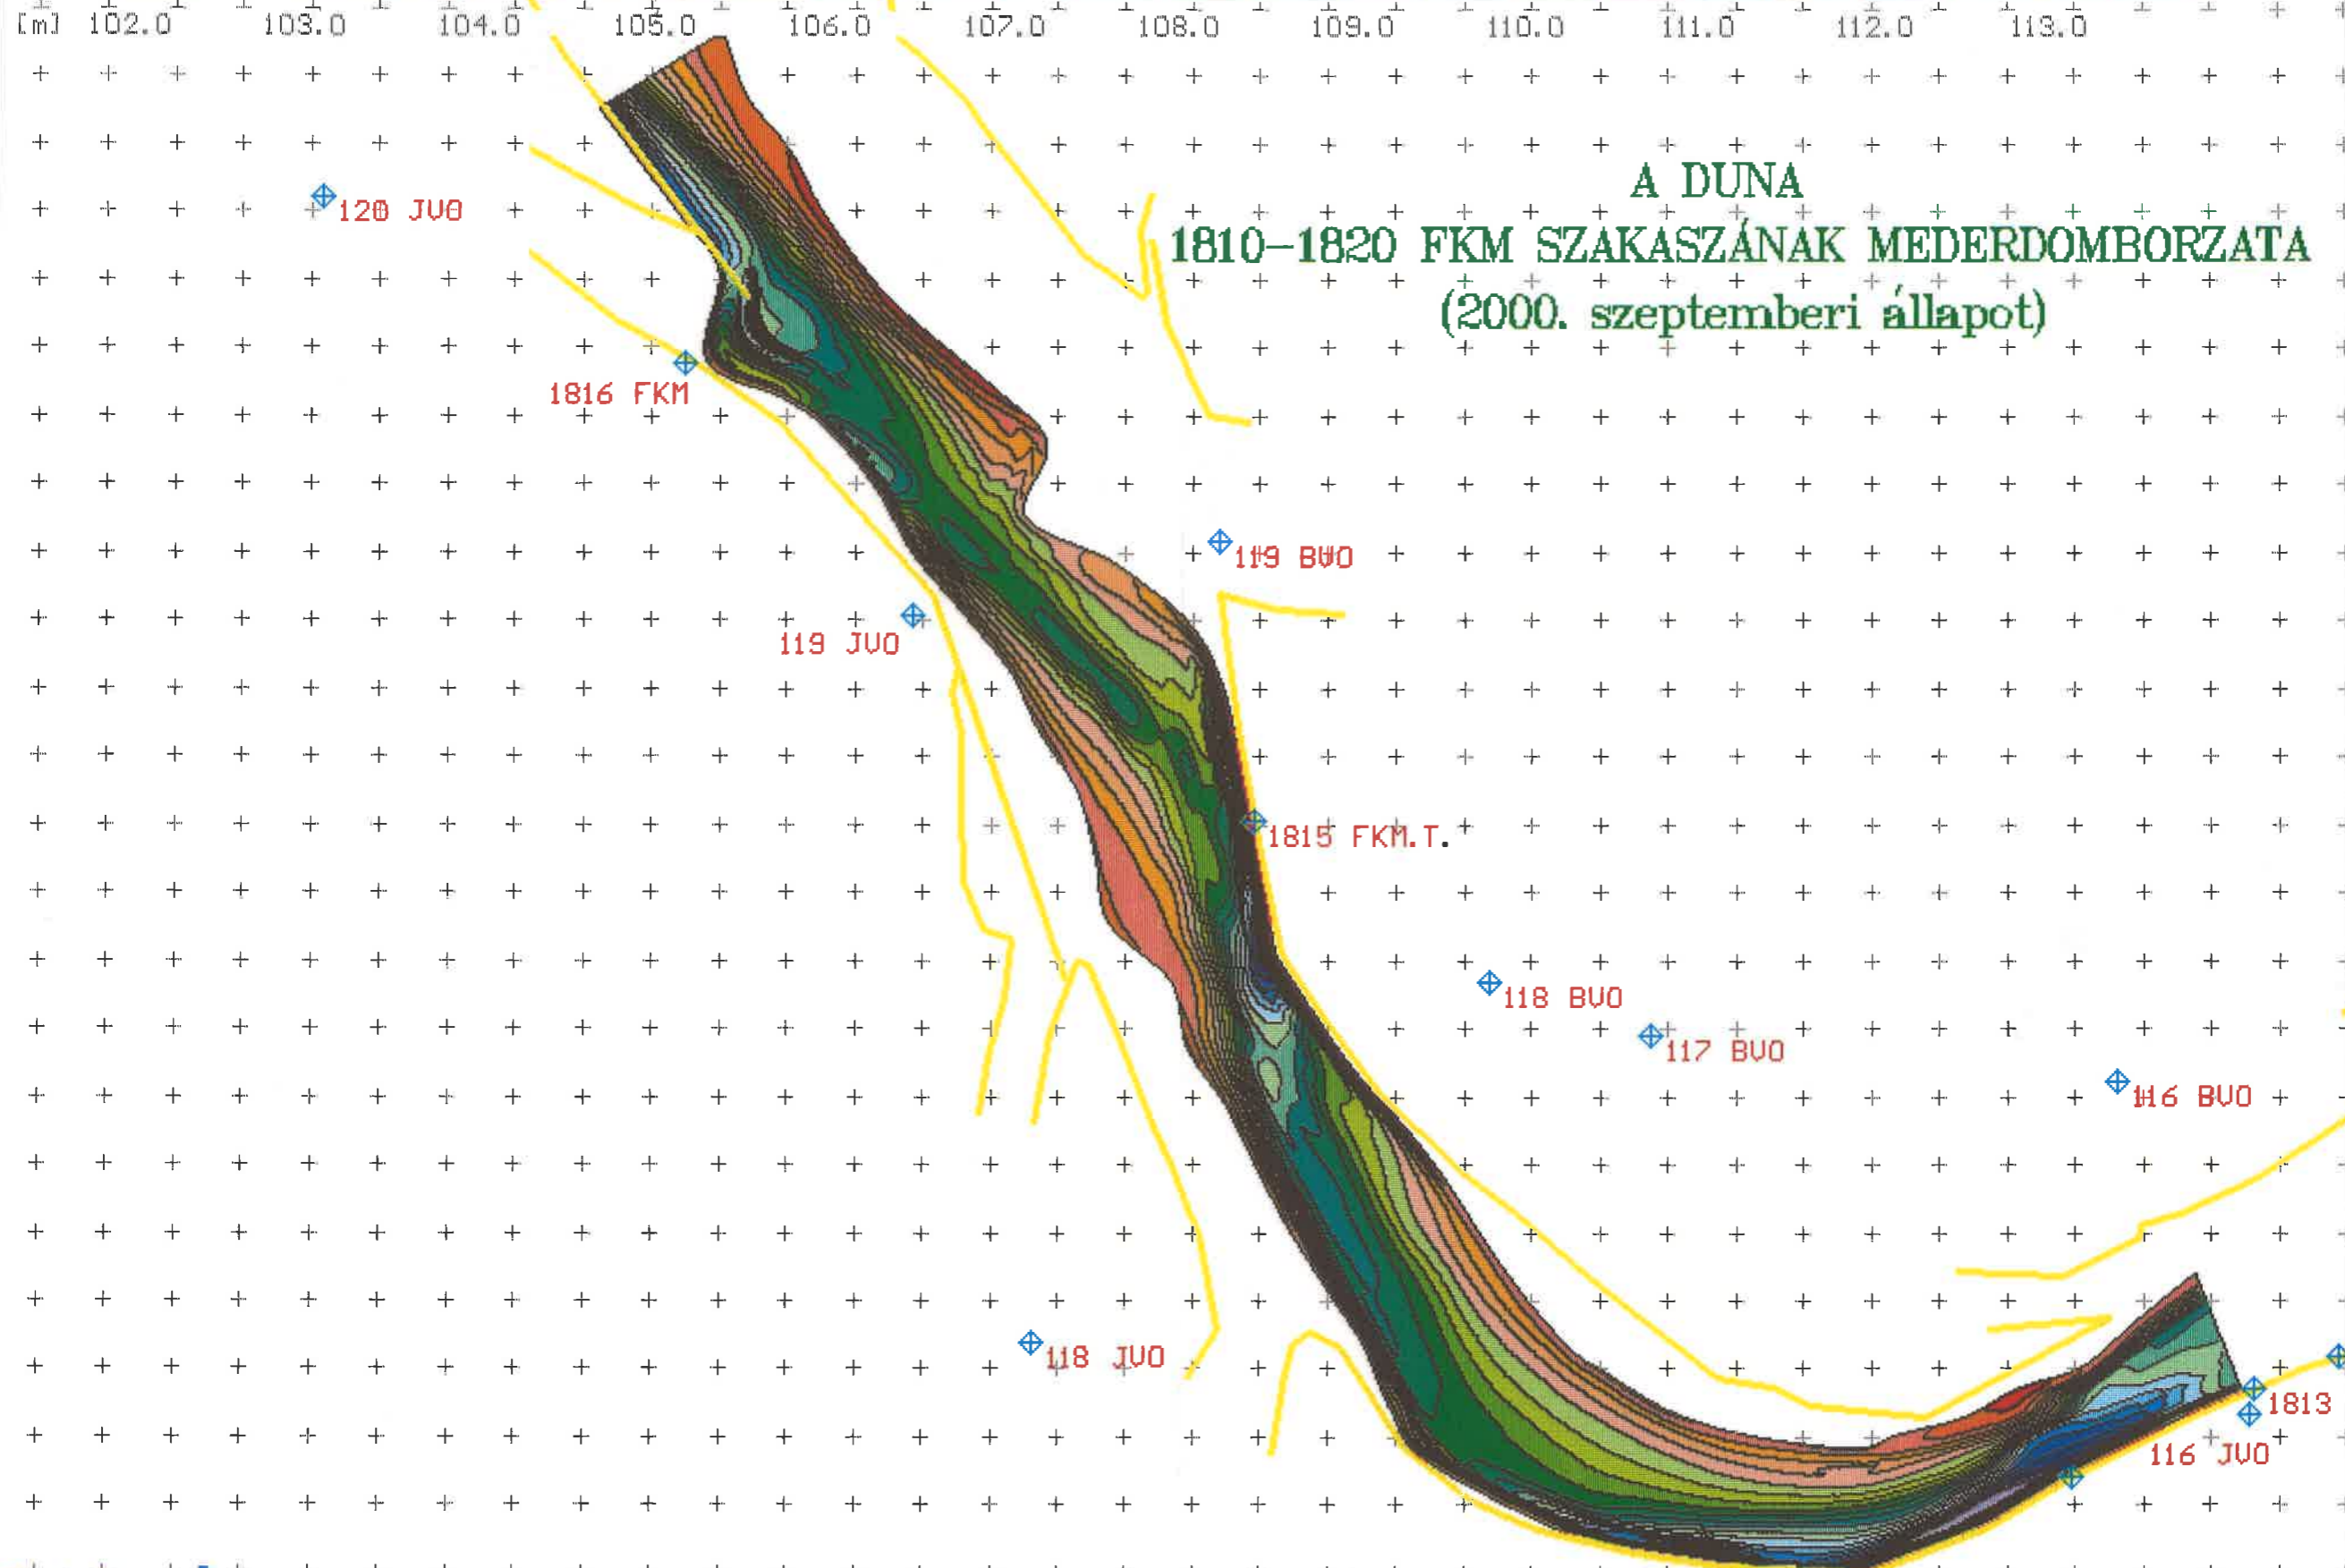 [m] 102.0 103.0 104.0 105.0 106.0 107.0 108.0 109.0 110.0 111.0 112.0 113.0
A DUNA
1810–1820 FKM SZAKASZÁNAK MEDERDOMBORZATA
(2000. szeptemberi állapot)
120 JVO
1816 FKM
119 BVO
119 JVO
1815 FKM.T.
118 BVO
117 BVO
116 BVO
118 JVO
1813
116 JVO